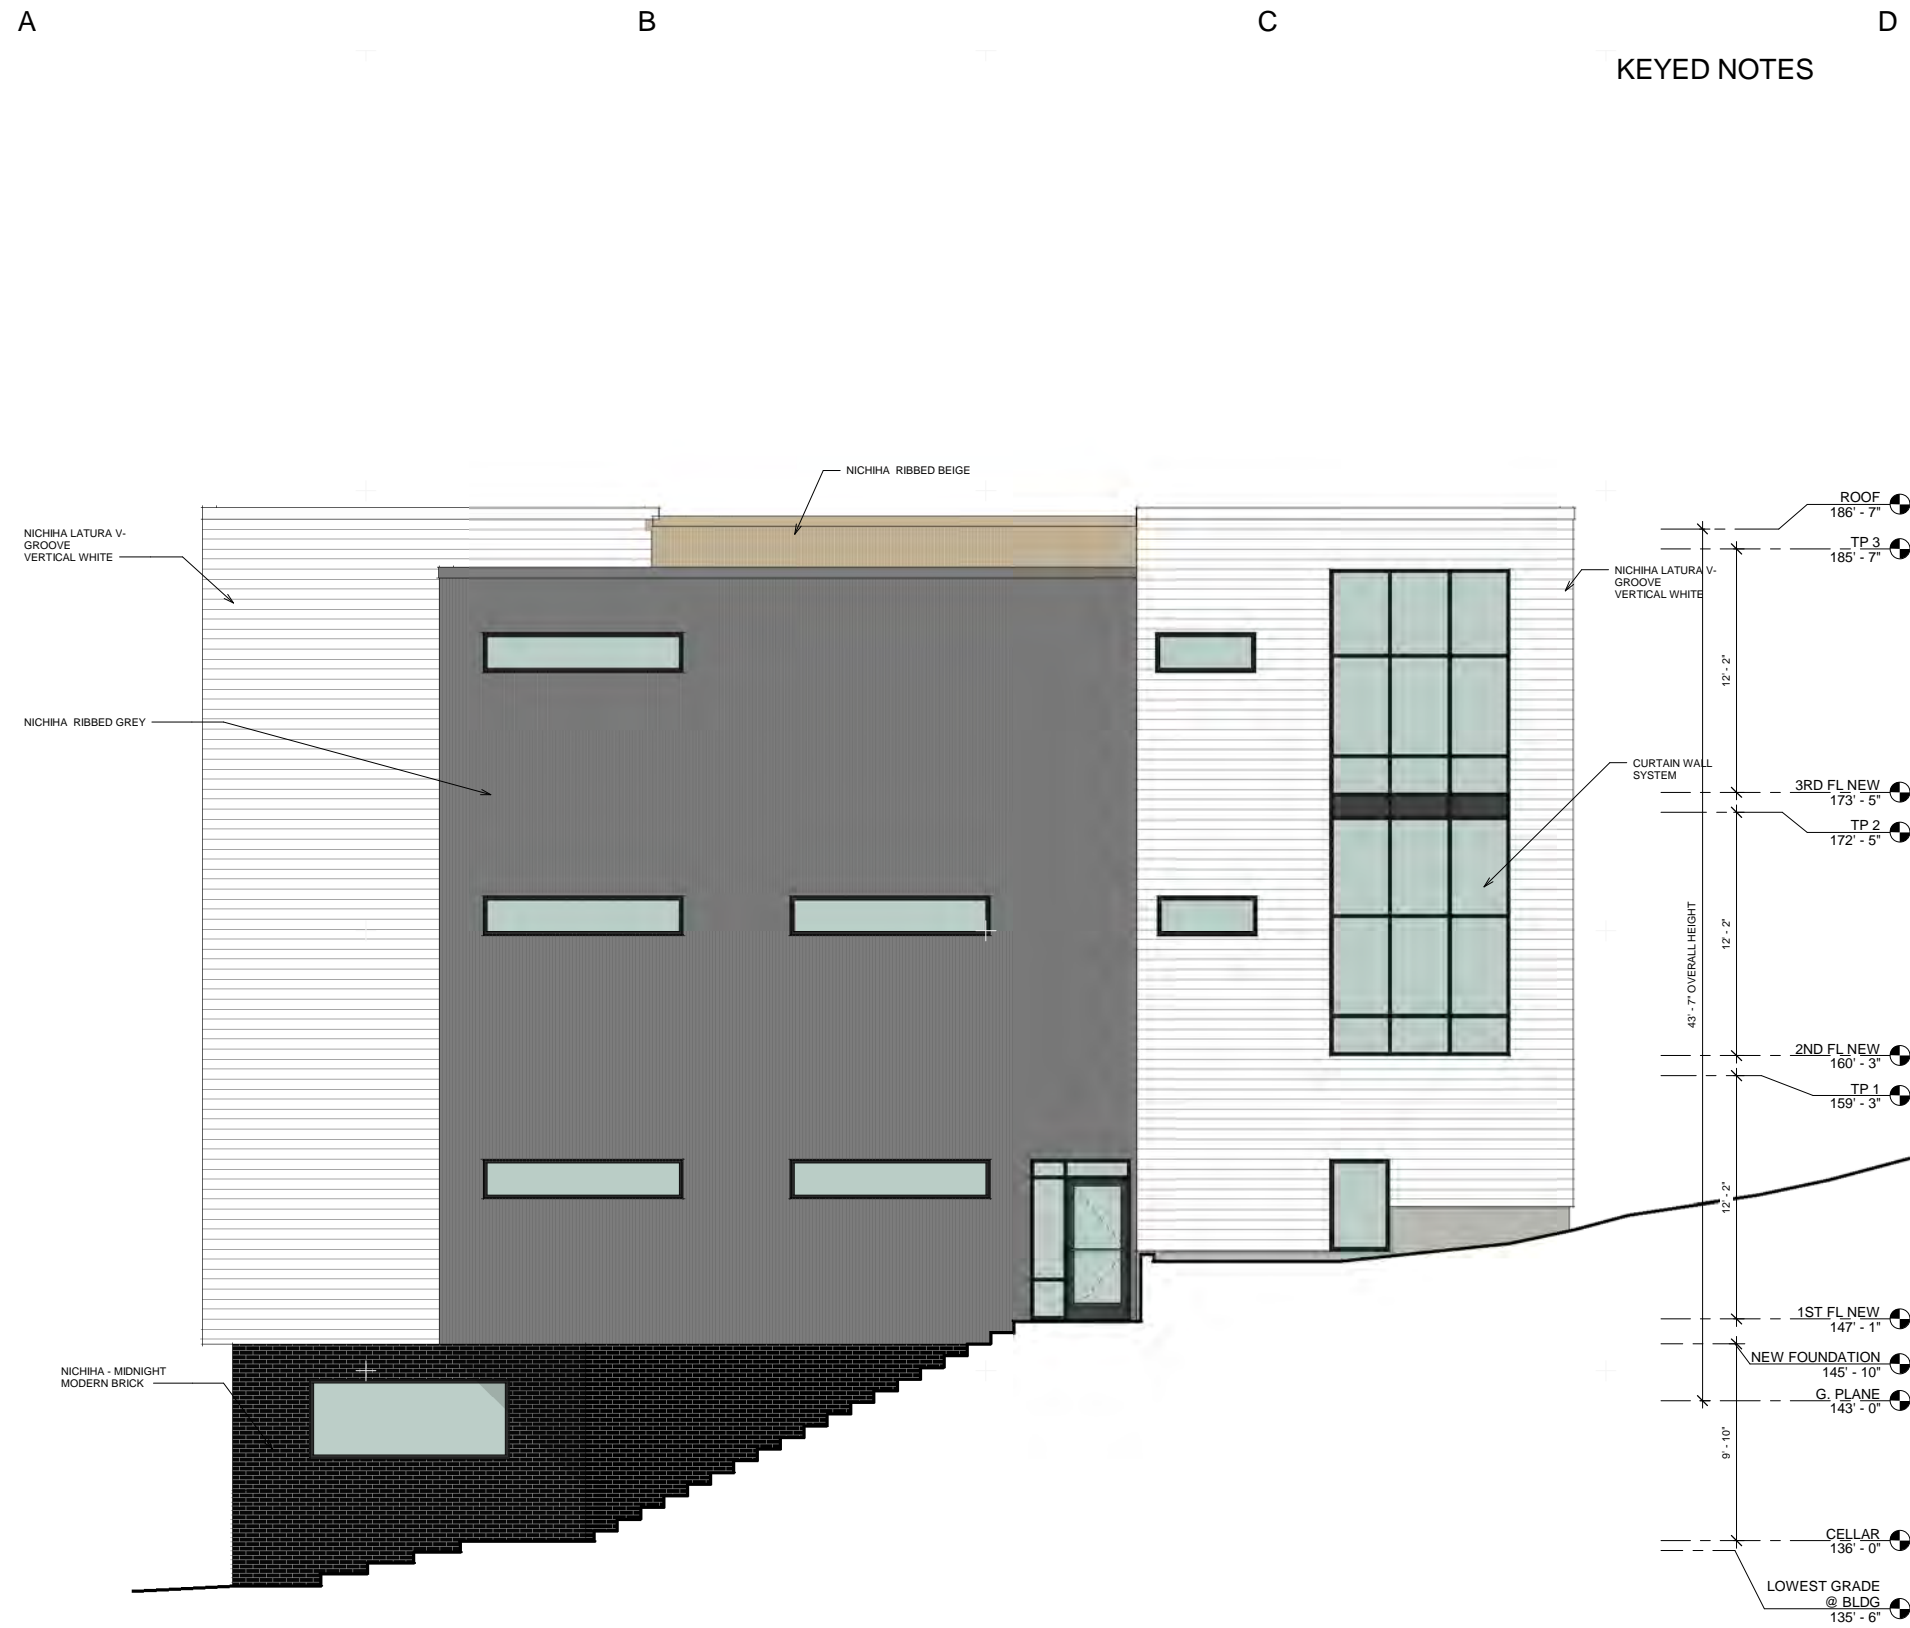 A
B
C
D
KEYED NOTES
NICHIHA RIBBED BEIGE
NICHIHA LATURA V-
GROOVE
VERTICAL WHITE
NICHIHA RIBBED GREY
NICHIHA - MIDNIGHT
MODERN BRICK
NICHIHA LATURA V-
GROOVE
VERTICAL WHITE
CURTAIN WALL
SYSTEM
43' - 7" OVERALL HEIGHT
12' - 2"
12' - 2"
12' - 2"
9' - 10"
ROOF
186' - 7"
TP 3
185' - 7"
3RD FL NEW
173' - 5"
TP 2
172' - 5"
2ND FL NEW
160' - 3"
TP 1
159' - 3"
1ST FL NEW
147' - 1"
NEW FOUNDATION
145' - 10"
G. PLANE
143' - 0"
CELLAR
136' - 0"
LOWEST GRADE
@ BLDG
135' - 6"